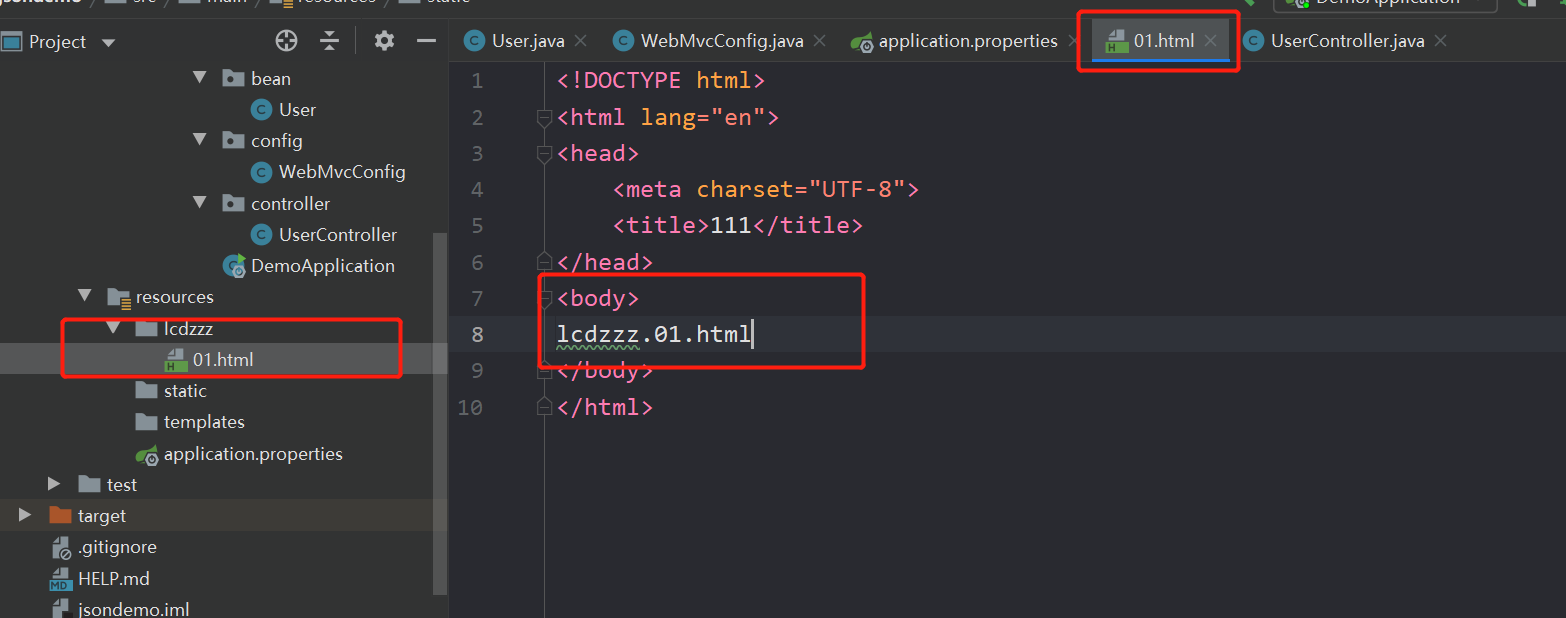 jsondemo / src / main / resources / static
DemoApplication
Project
User.java
WebMvcConfig.java
application.properties
01.html
UserController.java
bean
User
config
WebMvcConfig
controller
UserController
DemoApplication
resources
lcdzzz
01.html
static
templates
application.properties
test
target
.gitignore
HELP.md
jsondemo.iml
1 <!DOCTYPE html>
2 <html lang="en">
3 <head>
4 <meta charset="UTF-8">
5 <title>111</title>
6 </head>
7 <body>
8 lcdzzz.01.html
9 </body>
10 </html>